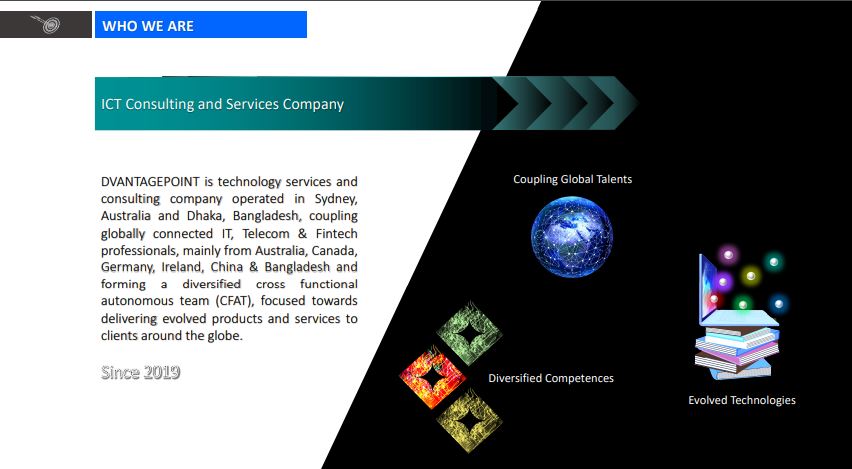 WHO WE ARE
ICT Consulting and Services Company
DVANTAGEPOINT is technology services and
consulting company operated in Sydney,
Australia and Dhaka, Bangladesh, coupling
globally connected IT, Telecom & Fintech
professionals, mainly from Australia, Canada,
Germany, Ireland, China & Bangladesh and
forming a diversified cross functional
autonomous team (CFAT), focused towards
delivering evolved products and services to
clients around the globe.
Since 2019
Coupling Global Talents
Diversified Competences
Evolved Technologies